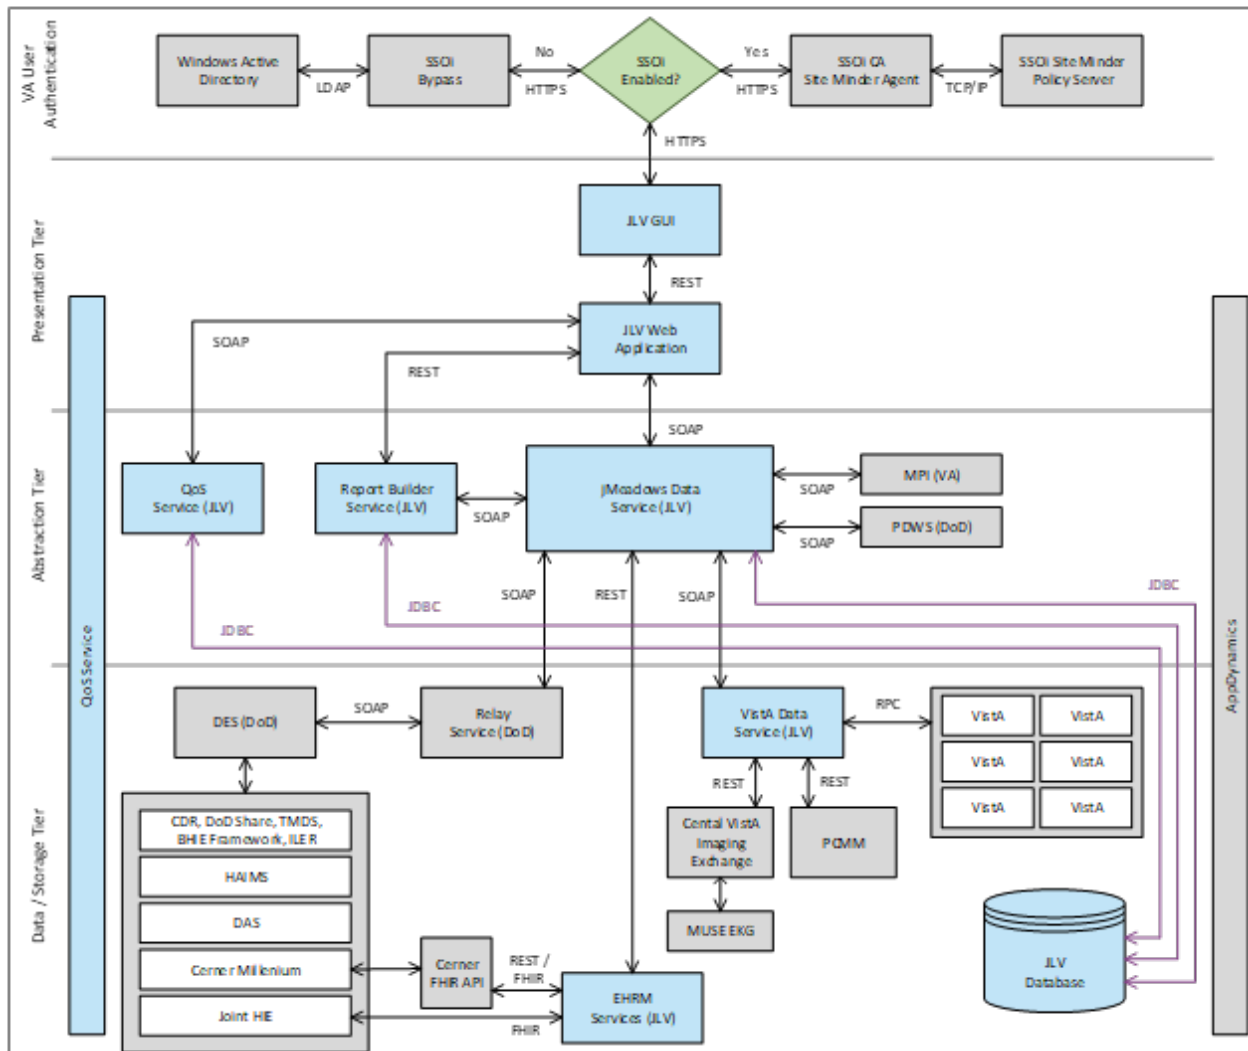 VA User
Authentication
Windows Active
Directory
LDAP
SSOi
Bypass
No
HTTPS
SSOi
Enabled?
Yes
HTTPS
SSOi CA
Site Minder Agent
TCP/IP
SSOi Site Minder
Policy Server
HTTPS
Presentation Tier
JLV GUI
REST
JLV Web
Application
SOAP
REST
SOAP
QoS Service
AppDynamics
Abstraction Tier
QoS
Service (JLV)
Report Builder
Service (JLV)
SOAP
jMeadows Data
Service (JLV)
SOAP
MPI (VA)
SOAP
PDWS (DoD)
SOAP
REST
SOAP
JDBC
JDBC
JDBC
Data / Storage Tier
DES (DoD)
SOAP
Relay
Service (DoD)
VistA Data
Service (JLV)
RPC
VistA
VistA
VistA
VistA
VistA
VistA
REST
REST
CDR, DoD Share, TMDS,
BHIE Framework, ILER
HAIMS
DAS
Cerner Millenium
Joint HIE
Cental VistA
Imaging
Exchange
PCMM
MUSE EKG
Cerner
FHIR API
REST /
FHIR
FHIR
EHRM
Services (JLV)
JLV
Database